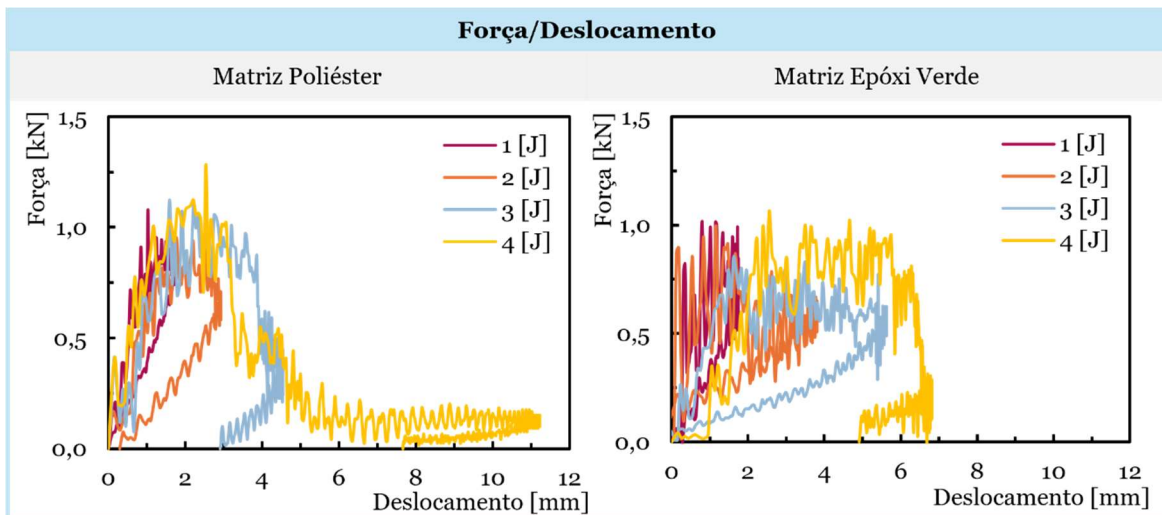 Força/Deslocamento
Matriz Poliéster
Matriz Epóxi Verde
Força [kN]
1,5
1,0
0,5
0,0
1 [J]
2 [J]
3 [J]
4 [J]
0 2 4 6 8 10 12
Deslocamento [mm]
Força [kN]
1,5
1,0
0,5
0,0
1 [J]
2 [J]
3 [J]
4 [J]
0 2 4 6 8 10 12
Deslocamento [mm]